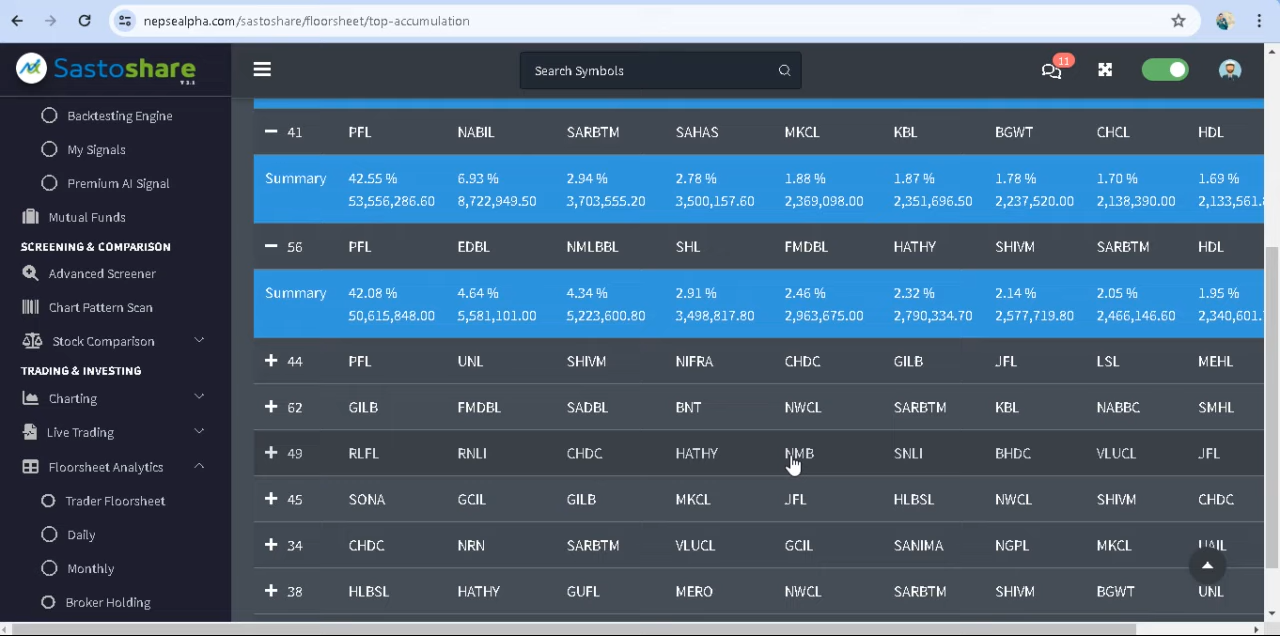 nepsealpha.com/sastoshare/floorsheet/top-accumulation
Sastoshare
Search Symbols
11
Backtesting Engine
My Signals
Premium AI Signal
Mutual Funds
SCREENING & COMPARISON
Advanced Screener
Chart Pattern Scan
Stock Comparison
TRADING & INVESTING
Charting
Live Trading
Floorsheet Analytics
Trader Floorsheet
Daily
Monthly
Broker Holding
41 PFL NABIL SARBTM SAHAS MKCL KBL BGWT CHCL HDL
Summary 42.55 % 6.93 % 2.94 % 2.78 % 1.88 % 1.87 % 1.78 % 1.70 % 1.69 %
53,556,286.60 8,722,949.50 3,703,555.20 3,500,157.60 2,369,098.00 2,351,696.50 2,237,520.00 2,138,390.00 2,133,561.
56 PFL EDBL NMLBBL SHL FMDBL HATHY SHIVM SARBTM HDL
Summary 42.08 % 4.64 % 4.34 % 2.91 % 2.46 % 2.32 % 2.14 % 2.05 % 1.95 %
50,615,848.00 5,581,101.00 5,223,600.80 3,498,817.80 2,963,675.00 2,790,334.70 2,577,719.80 2,466,146.60 2,340,601.
44 PFL UNL SHIVM NIFRA CHDC GILB JFL LSL MEHL
62 GILB FMDBL SADBL BNT NWCL SARBTM KBL NABBC SMHL
49 RLFL RNLI CHDC HATHY NMB SNLI BHDC VLUCL JFL
45 SONA GCIL GILB MKCL JFL HLBSL NWCL SHIVM CHDC
34 CHDC NRN SARBTM VLUCL GCIL SANIMA NGPL MKCL
38 HLBSL HATHY GUFL MERO NWCL SARBTM SHIVM BGWT UNL